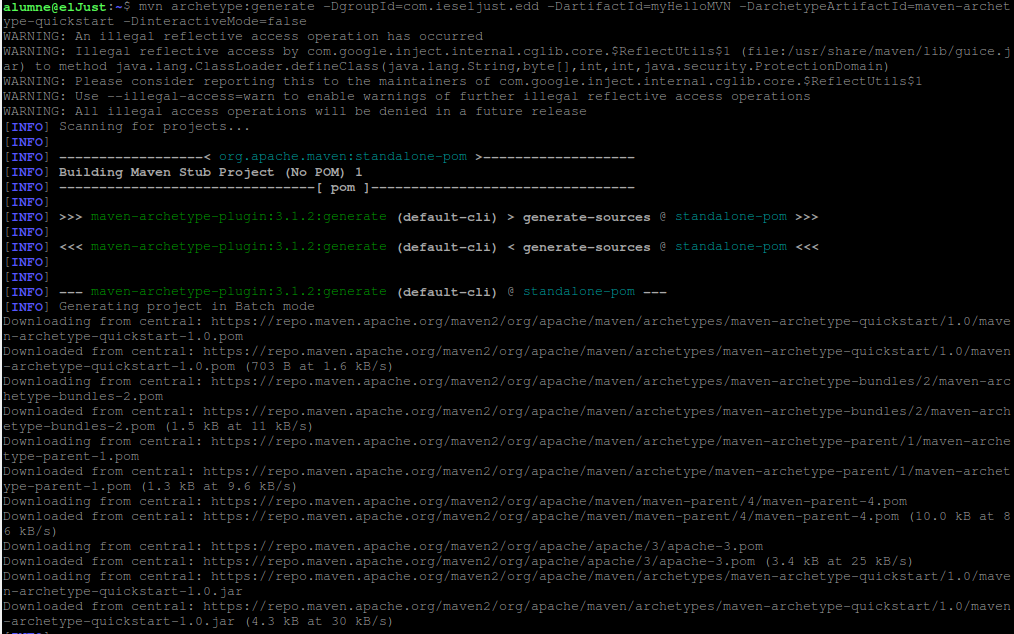 alumne@elJust:~$ mvn archetype:generate -DgroupId=com.ieseljust.edd -DartifactId=myHelloMVN -DarchetypeArtifactId=maven-archet
ype-quickstart -DinteractiveMode=false
WARNING: An illegal reflective access operation has occurred
WARNING: Illegal reflective access by com.google.inject.internal.cglib.core.$ReflectUtils$1 (file:/usr/share/maven/lib/guice.j
ar) to method java.lang.ClassLoader.defineClass(java.lang.String,byte[],int,int,java.security.ProtectionDomain)
WARNING: Please consider reporting this to the maintainers of com.google.inject.internal.cglib.core.$ReflectUtils$1
WARNING: Use --illegal-access=warn to enable warnings of further illegal reflective access operations
WARNING: All illegal access operations will be denied in a future release
[INFO] Scanning for projects...
[INFO]
[INFO] ------------------< org.apache.maven:standalone-pom >-------------------
[INFO] Building Maven Stub Project (No POM) 1
[INFO] --------------------------------[ pom ]---------------------------------
[INFO]
[INFO] >>> maven-archetype-plugin:3.1.2:generate (default-cli) > generate-sources @ standalone-pom >>>
[INFO]
[INFO] <<< maven-archetype-plugin:3.1.2:generate (default-cli) < generate-sources @ standalone-pom <<<
[INFO]
[INFO]
[INFO] --- maven-archetype-plugin:3.1.2:generate (default-cli) @ standalone-pom ---
[INFO] Generating project in Batch mode
Downloading from central: https://repo.maven.apache.org/maven2/org/apache/maven/archetypes/maven-archetype-quickstart/1.0/mave
n-archetype-quickstart-1.0.pom
Downloaded from central: https://repo.maven.apache.org/maven2/org/apache/maven/archetypes/maven-archetype-quickstart/1.0/maven
-archetype-quickstart-1.0.pom (703 B at 1.6 kB/s)
Downloading from central: https://repo.maven.apache.org/maven2/org/apache/maven/archetypes/maven-archetype-bundles/2/maven-arc
hetype-bundles-2.pom
Downloaded from central: https://repo.maven.apache.org/maven2/org/apache/maven/archetypes/maven-archetype-bundles/2/maven-arch
etype-bundles-2.pom (1.5 kB at 11 kB/s)
Downloading from central: https://repo.maven.apache.org/maven2/org/apache/maven/archetype/maven-archetype-parent/1/maven-arche
type-parent-1.pom
Downloaded from central: https://repo.maven.apache.org/maven2/org/apache/maven/archetype/maven-archetype-parent/1/maven-archet
ype-parent-1.pom (1.3 kB at 9.6 kB/s)
Downloading from central: https://repo.maven.apache.org/maven2/org/apache/maven/maven-parent/4/maven-parent-4.pom
Downloaded from central: https://repo.maven.apache.org/maven2/org/apache/maven/maven-parent/4/maven-parent-4.pom (10.0 kB at 8
6 kB/s)
Downloading from central: https://repo.maven.apache.org/maven2/org/apache/apache/3/apache-3.pom
Downloaded from central: https://repo.maven.apache.org/maven2/org/apache/apache/3/apache-3.pom (3.4 kB at 25 kB/s)
Downloading from central: https://repo.maven.apache.org/maven2/org/apache/maven/archetypes/maven-archetype-quickstart/1.0/mave
n-archetype-quickstart-1.0.jar
Downloaded from central: https://repo.maven.apache.org/maven2/org/apache/maven/archetypes/maven-archetype-quickstart/1.0/maven
-archetype-quickstart-1.0.jar (4.3 kB at 30 kB/s)